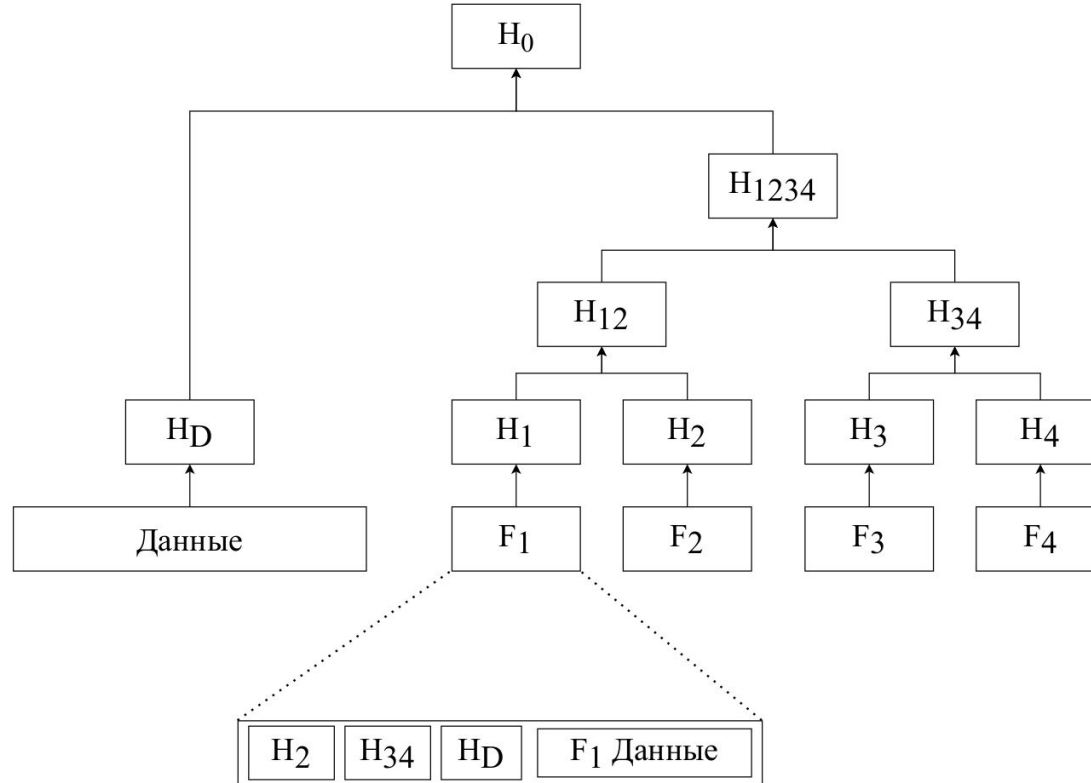 H0
H1234
H12 H34
HD H1 H2 H3 H4
Данные F1 F2 F3 F4
H2 H34 HD F1 Данные